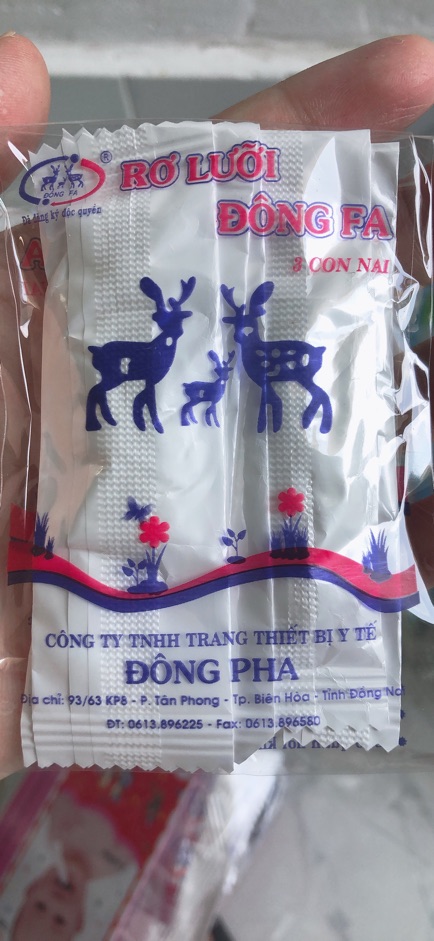 ĐÔNG FA
®
Đã đăng ký độc quyền
RƠ LƯỠI
ĐÔNG FA
3 CON NAI
CÔNG TY TNHH TRANG THIẾT BỊ Y TẾ
ĐÔNG PHA
Địa chỉ: 93/63 KP8 - P. Tân Phong - Tp. Biên Hòa - Tỉnh Đồng Nai
ĐT: 0613.896225 - Fax: 0613.896580